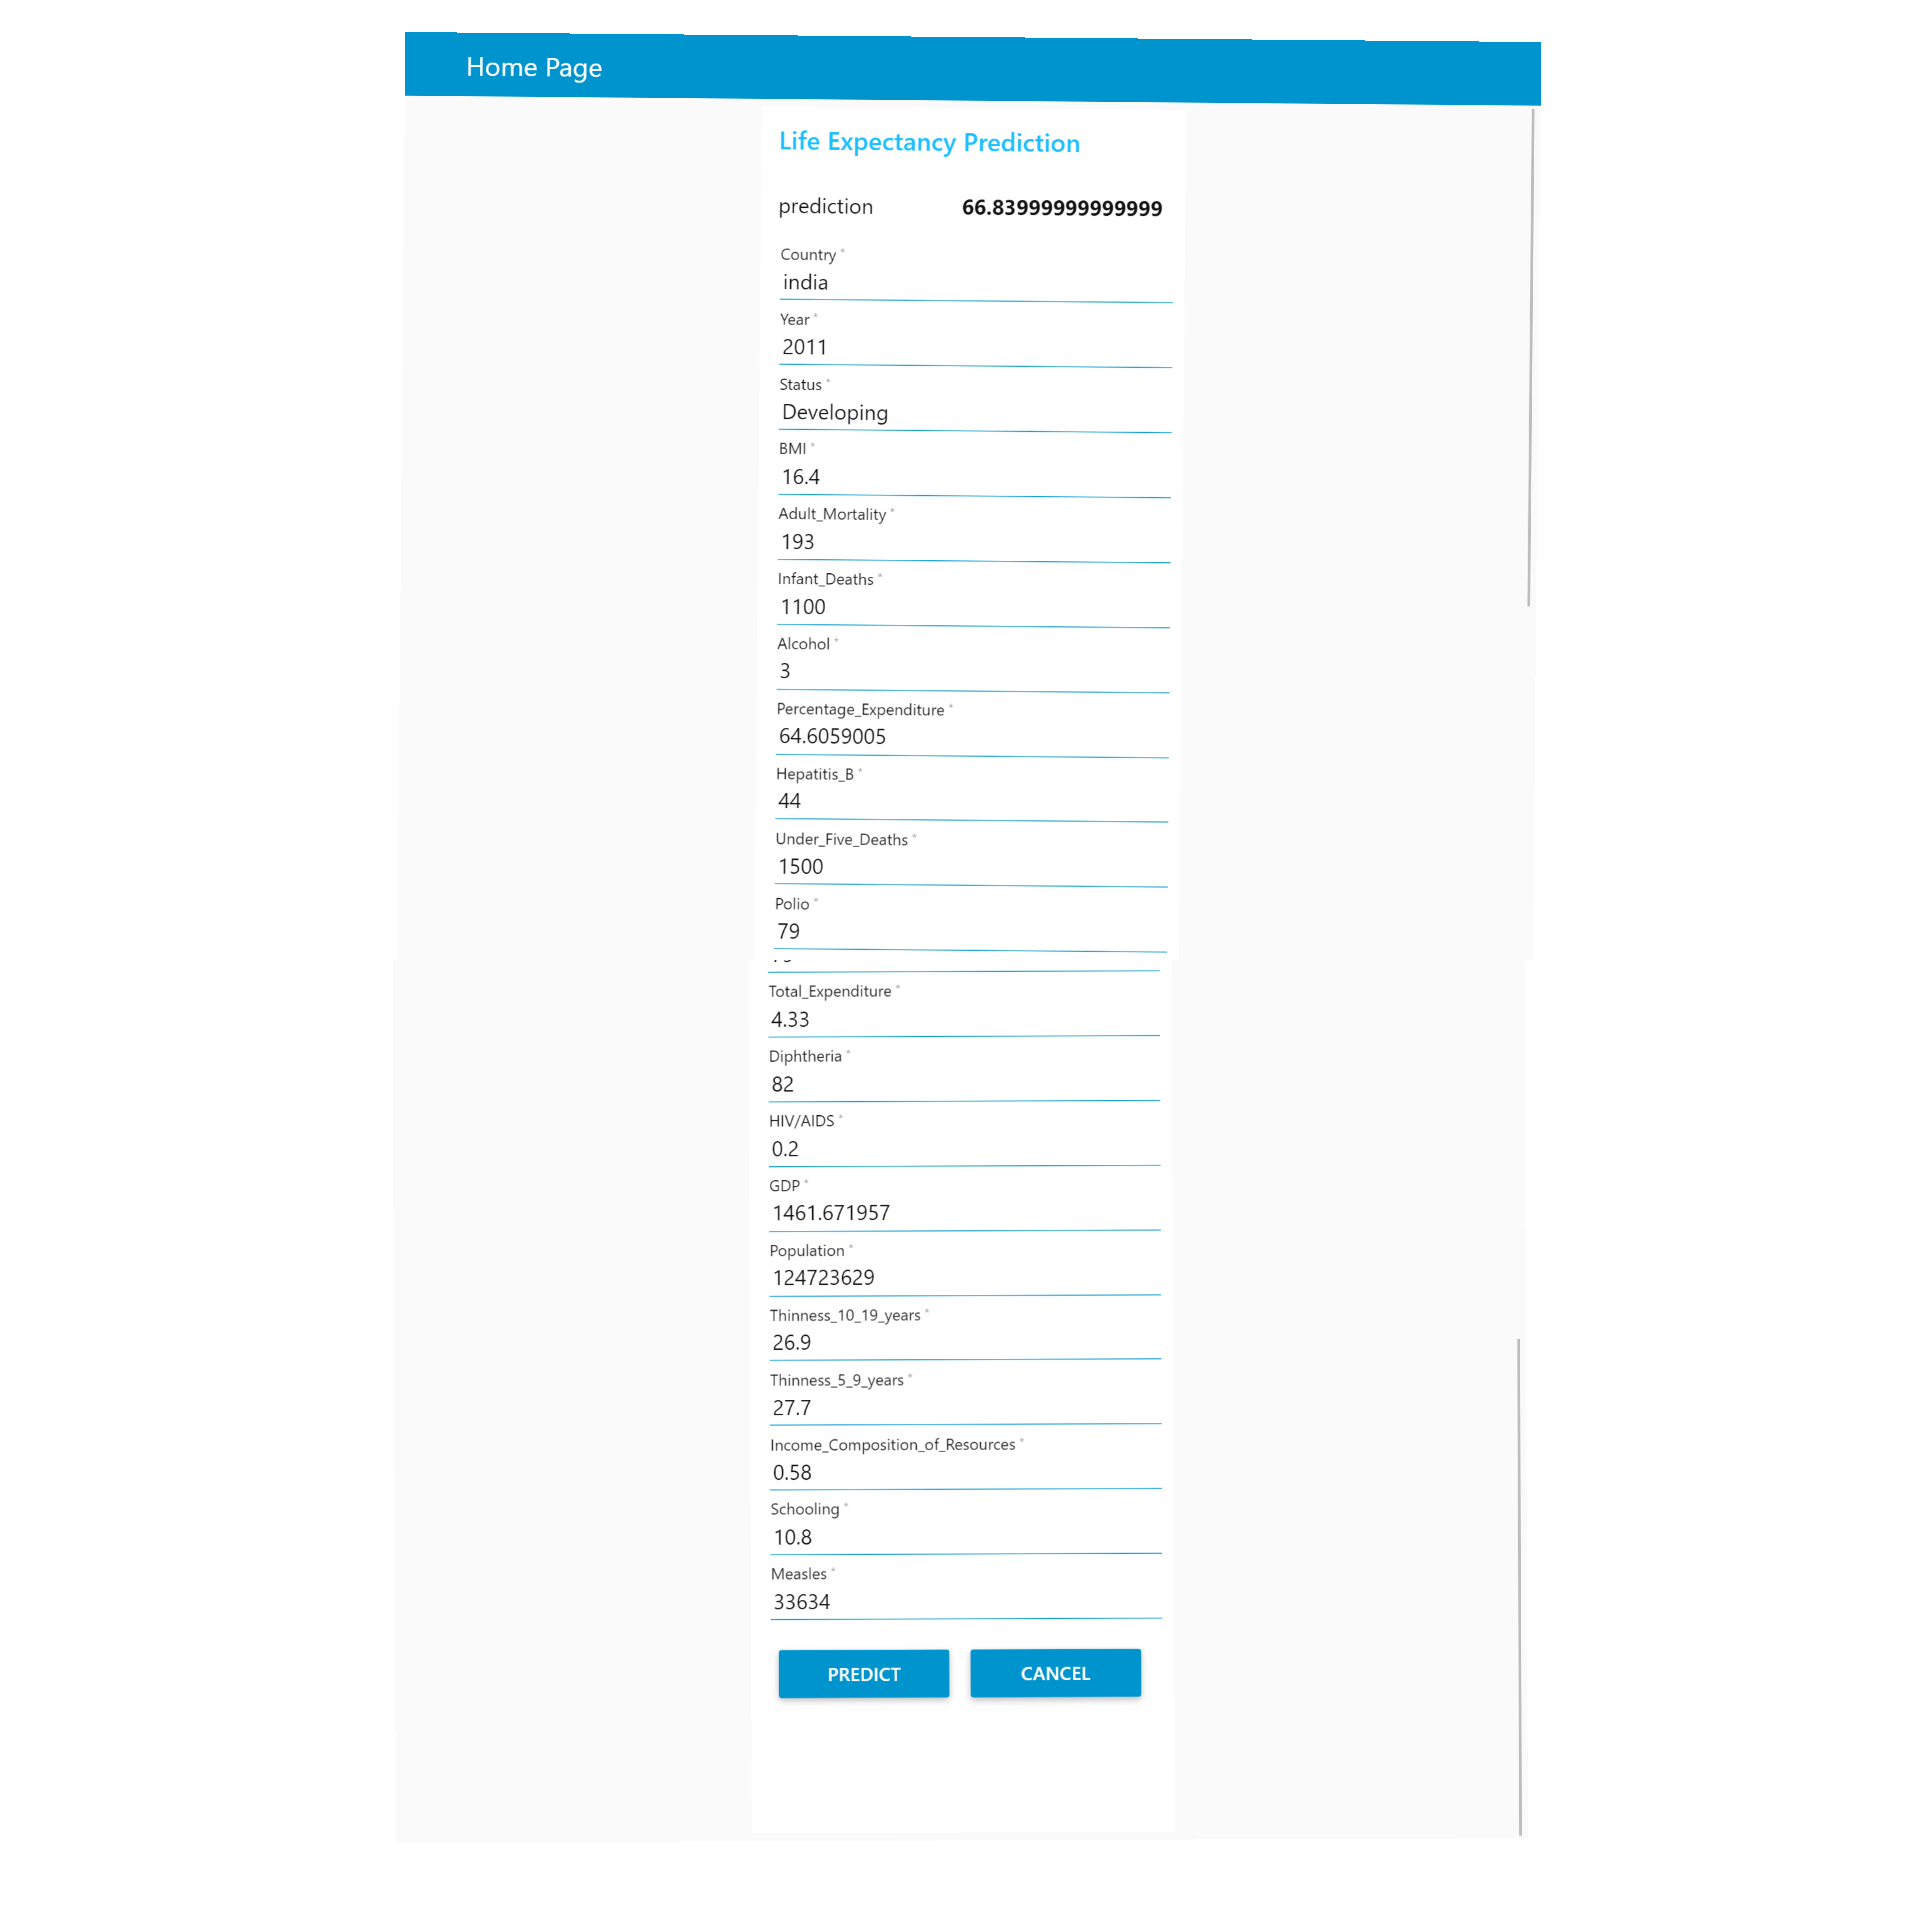 Home Page
Life Expectancy Prediction
prediction 66.83999999999999
Country *
india
Year *
2011
Status *
Developing
BMI *
16.4
Adult_Mortality *
193
Infant_Deaths *
1100
Alcohol *
3
Percentage_Expenditure *
64.6059005
Hepatitis_B *
44
Under_Five_Deaths *
1500
Polio *
79
Total_Expenditure *
4.33
Diphtheria *
82
HIV/AIDS *
0.2
GDP *
1461.671957
Population *
124723629
Thinness_10_19_years *
26.9
Thinness_5_9_years *
27.7
Income_Composition_of_Resources *
0.58
Schooling *
10.8
Measles *
33634
PREDICT CANCEL